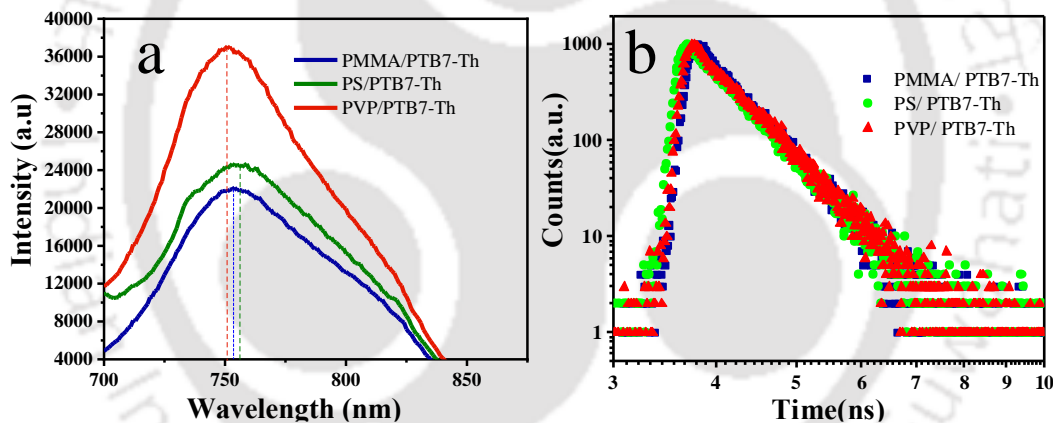 a
PMMA/PTB7-Th
PS/PTB7-Th
PVP/PTB7-Th
Intensity (a.u)
40000
36000
32000
28000
24000
20000
16000
12000
8000
4000
700 750 800 850
Wavelength (nm)
b
PMMA/ PTB7-Th
PS/ PTB7-Th
PVP/ PTB7-Th
Counts(a.u.)
1000
100
10
1
3 4 5 6 7 8 9 10
Time(ns)